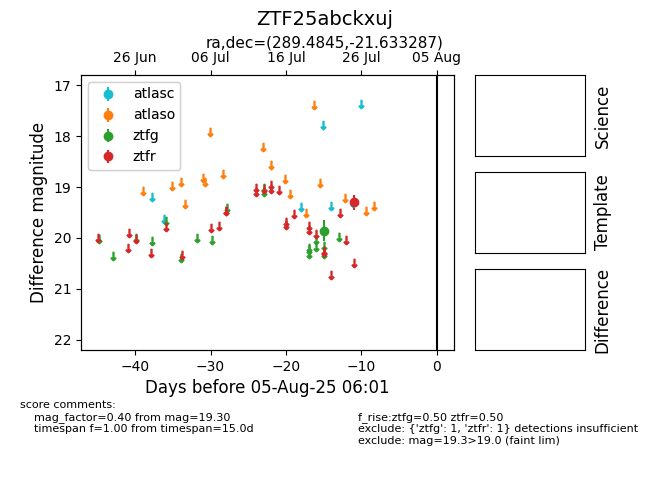 ZTF25abckxuj
ra,dec=(289.4845,-21.633287)
26 Jun 06 Jul 16 Jul 26 Jul 05 Aug
atlasc
atlaso
ztfg
ztfr
17
18
19
20
21
22
Difference magnitude
−40 −30 −20 −10 0
Days before 05-Aug-25 06:01
Science
Template
Difference
score comments:
mag_factor=0.40 from mag=19.30
timespan f=1.00 from timespan=15.0d
f_rise:ztfg=0.50 ztfr=0.50
exclude: {'ztfg': 1, 'ztfr': 1} detections insufficient
exclude: mag=19.3>19.0 (faint lim)